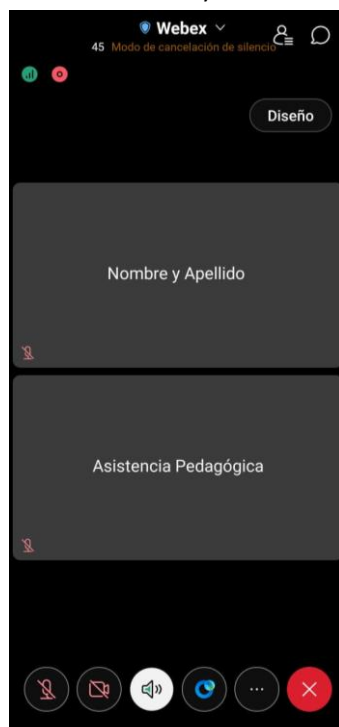 Webex
45 Modo de cancelación de silencio
Diseño
Nombre y Apellido
Asistencia Pedagógica